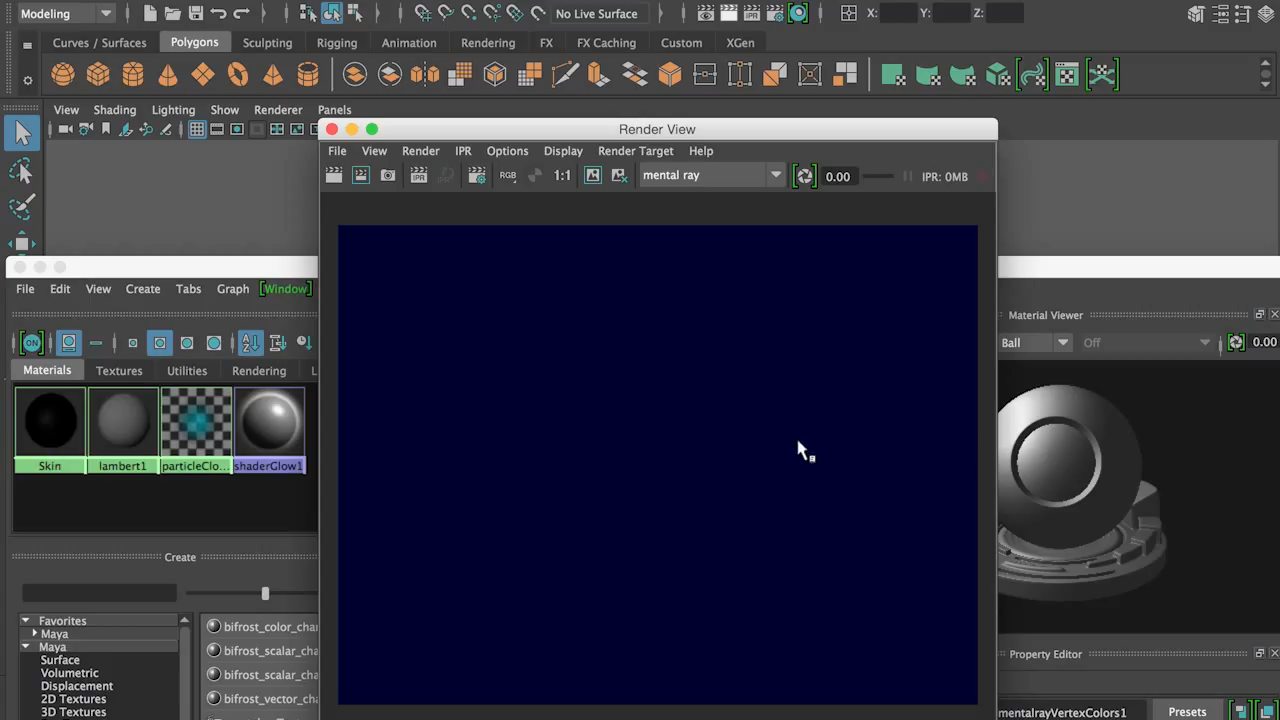 Modeling
No Live Surface
X:
Y:
Z:
Curves / Surfaces
Polygons
Sculpting
Rigging
Animation
Rendering
FX
FX Caching
Custom
XGen
View
Shading
Lighting
Show
Renderer
Panels
Render View
File
View
Render
IPR
Options
Display
Render Target
Help
IPR
RGB
1:1
mental ray
0.00
IPR: 0MB
File
Edit
View
Create
Tabs
Graph
[Window]
ON
Materials
Textures
Utilities
Rendering
L
Skin
lambert1
particleClo...
shaderGlow1
Create
Favorites
Maya
Maya
Surface
Volumetric
Displacement
2D Textures
3D Textures
bifrost_color_cha
bifrost_scalar_cha
bifrost_scalar_cha
bifrost_vector_cha
Material Viewer
Ball
Off
0.00
Property Editor
mentalrayVertexColors1
Presets